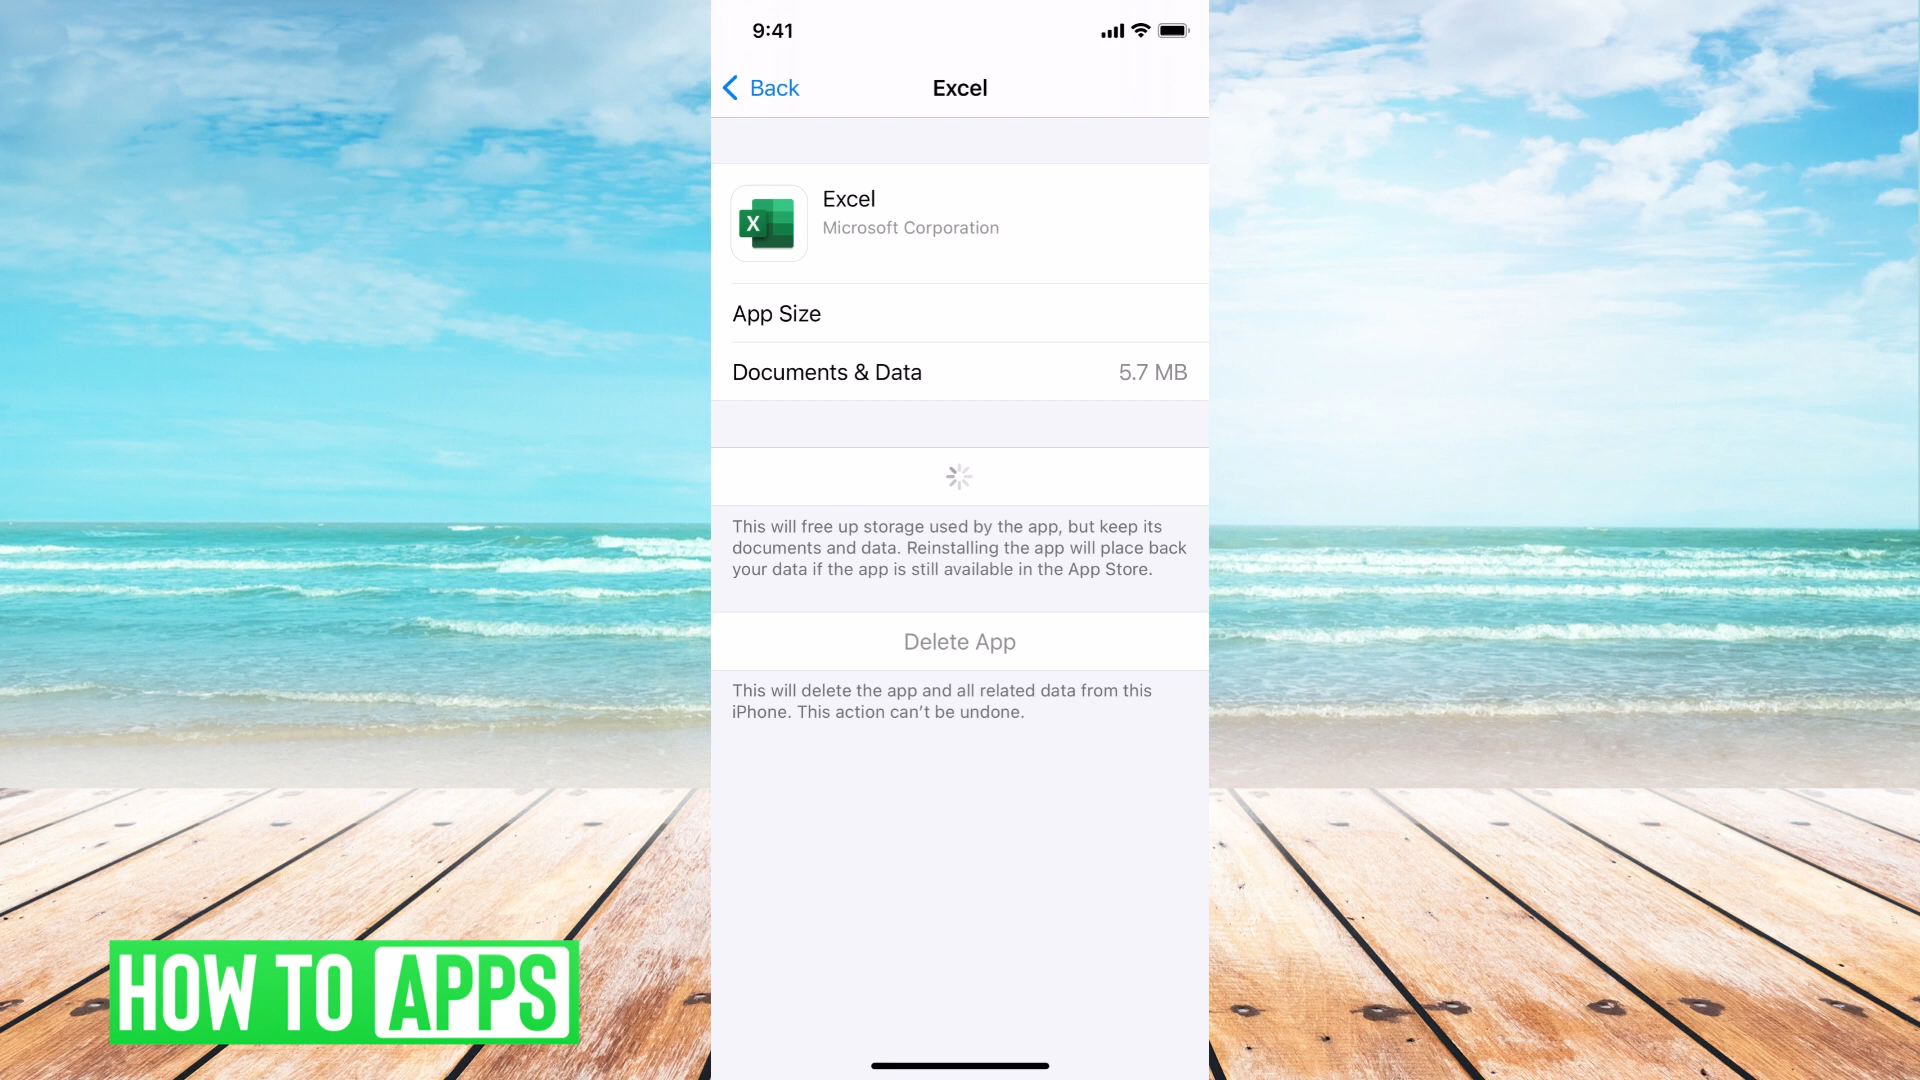 9:41
Back
Excel
X
Excel
Microsoft Corporation
App Size
Documents & Data 5.7 MB
This will free up storage used by the app, but keep its
documents and data. Reinstalling the app will place back
your data if the app is still available in the App Store.
Delete App
This will delete the app and all related data from this
iPhone. This action can’t be undone.
HOW TO APPS